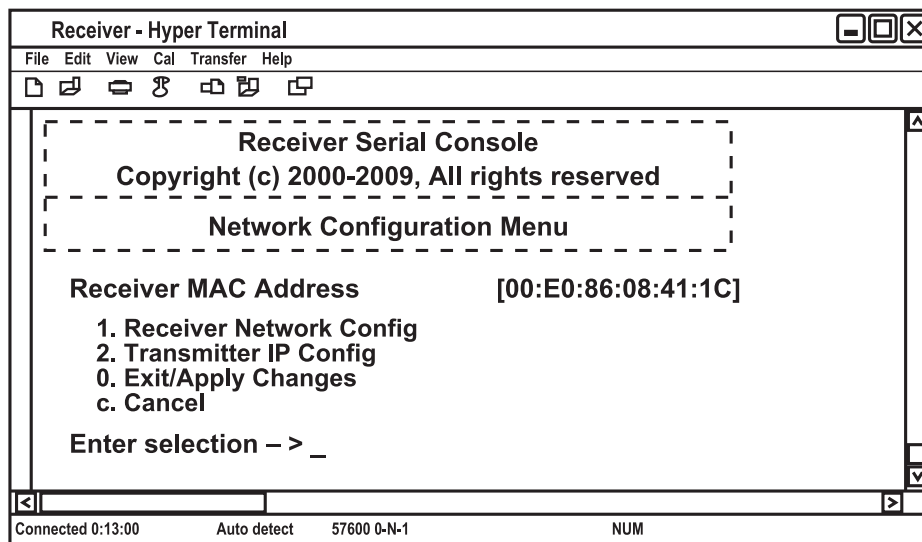 Receiver - Hyper Terminal
File Edit View Cal Transfer Help
Receiver Serial Console
Copyright (c) 2000-2009, All rights reserved
Network Configuration Menu
Receiver MAC Address [00:E0:86:08:41:1C]
1. Receiver Network Config
2. Transmitter IP Config
0. Exit/Apply Changes
c. Cancel
Enter selection – > _
Connected 0:13:00 Auto detect 57600 0-N-1 NUM